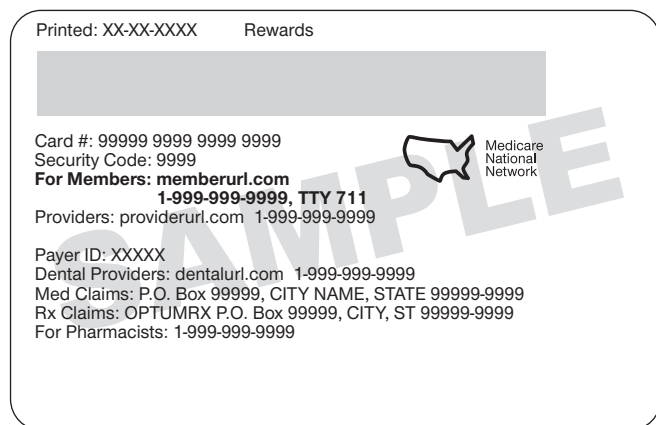 Printed: XX-XX-XXXX Rewards
Card #: 99999 9999 9999 9999
Security Code: 9999
For Members: memberurl.com
1-999-999-9999, TTY 711
Providers: providerurl.com 1-999-999-9999
Medicare
National
Network
Payer ID: XXXXX
Dental Providers: dentalurl.com 1-999-999-9999
Med Claims: P.O. Box 99999, CITY NAME, STATE 99999-9999
Rx Claims: OPTUMRX P.O. Box 99999, CITY, ST 99999-9999
For Pharmacists: 1-999-999-9999
SAMPLE